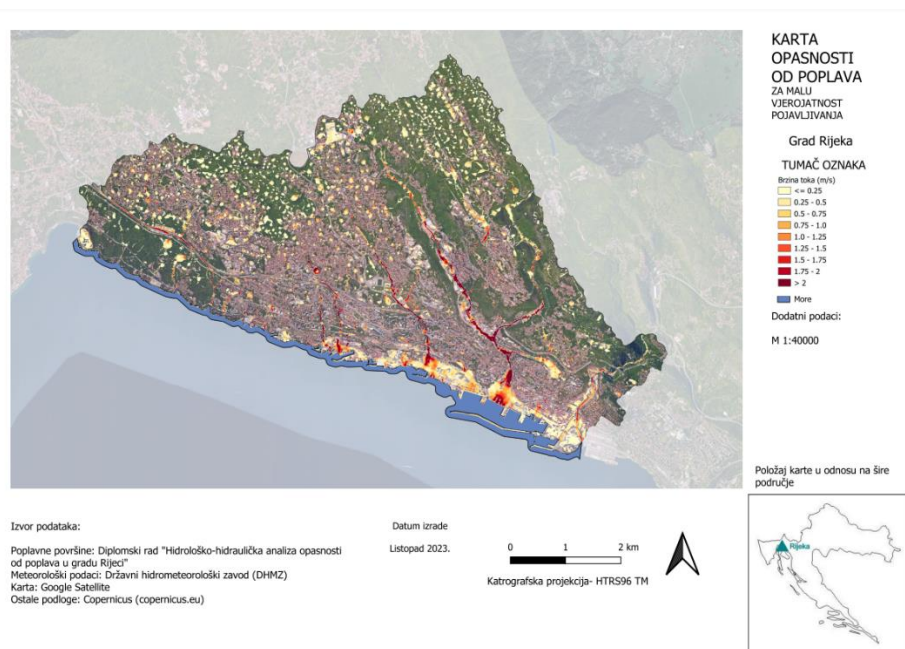 KARTA
OPASNOSTI
OD POPLAVA
ZA MALU
VJEROJATNOST
POJAVLJIVANJA
Grad Rijeka
TUMAČ OZNAKA
Brzina toka (m/s)
<= 0.25
0.25 - 0.5
0.5 - 0.75
0.75 - 1.0
1.0 - 1.25
1.25 - 1.5
1.5 - 1.75
1.75 - 2
> 2
More
Dodatni podaci:
M 1:40000
Položaj karte u odnosu na šire
područje
Rijeka
Izvor podataka:
Poplavne površine: Diplomski rad "Hidrološko-hidraulička analiza opasnosti
od poplava u gradu Rijeci"
Meteorološki podaci: Državni hidrometeorološki zavod (DHMZ)
Karta: Google Satellite
Ostale podloge: Copernicus (copernicus.eu)
Datum izrade
Listopad 2023.
0 1 2 km
Katrografska projekcija- HTRS96 TM